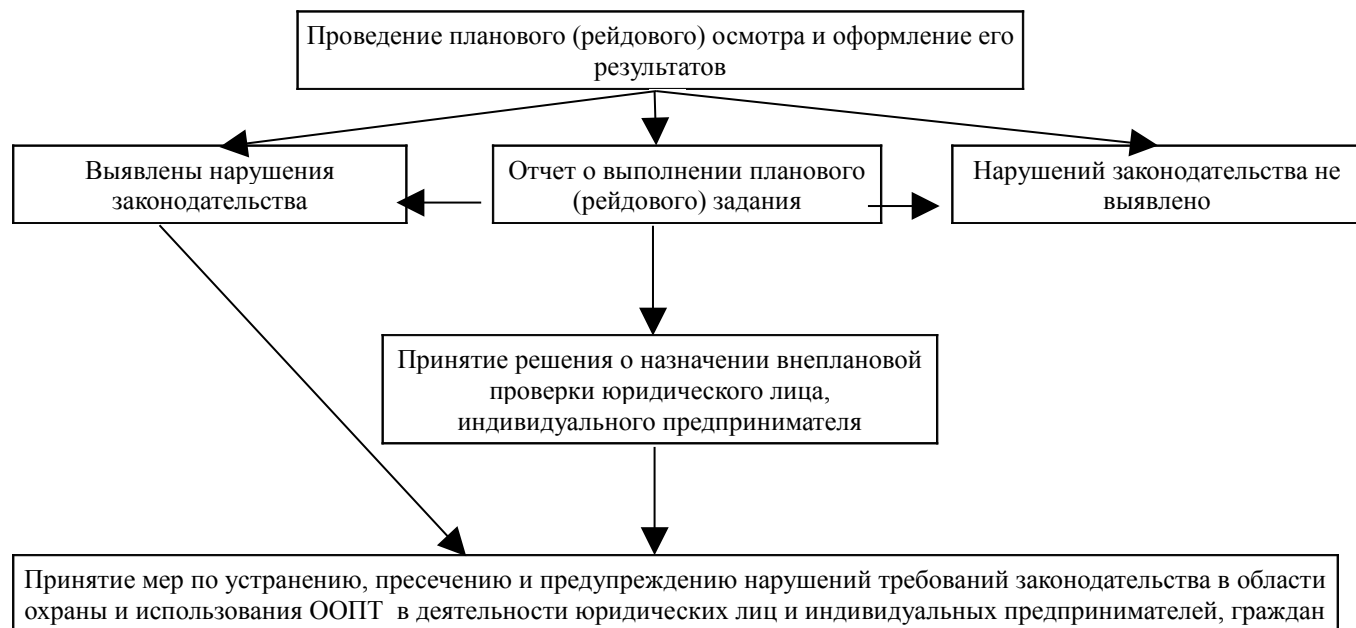 Проведение планового (рейдового) осмотра и оформление его
результатов
Выявлены нарушения
законодательства
Отчет о выполнении планового
(рейдового) задания
Нарушений законодательства не
выявлено
Принятие решения о назначении внеплановой
проверки юридического лица,
индивидуального предпринимателя
Принятие мер по устранению, пресечению и предупреждению нарушений требований законодательства в области
охраны и использования ООПТ в деятельности юридических лиц и индивидуальных предпринимателей, граждан